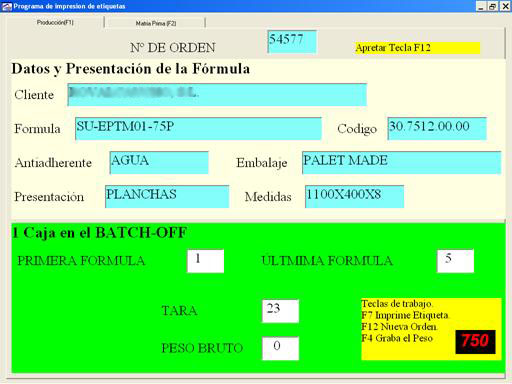 Programa de impresion de etiquetas
Producción(F1)
Matria Prima (F2)
Nº DE ORDEN
54577
Apretar Tecla F12
Datos y Presentación de la Fórmula
Cliente
Formula
SU-EPTM01-75P
Codigo
30.7512.00.00
Antiadherente
AGUA
Embalaje
PALET MADE
Presentación
PLANCHAS
Medidas
1100X400X8
1 Caja en el BATCH-OFF
PRIMERA FORMULA
1
ULTMIMA FORMULA
5
TARA
23
PESO BRUTO
0
Teclas de trabajo.
F7 Imprime Etiqueta.
F12 Nueva Orden.
F4 Graba el Peso
750